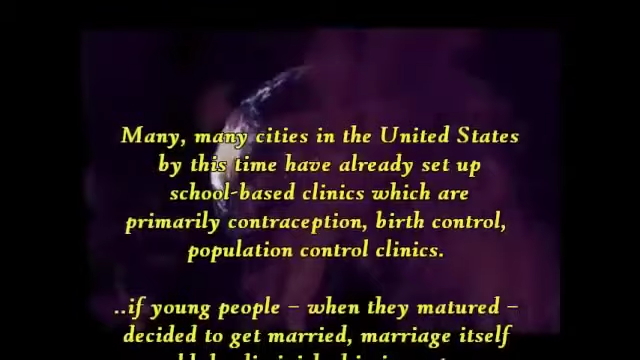 Many, many cities in the United States
by this time have already set up
school-based clinics which are
primarily contraception, birth control,
population control clinics.
..if young people – when they matured –
decided to get married, marriage itself